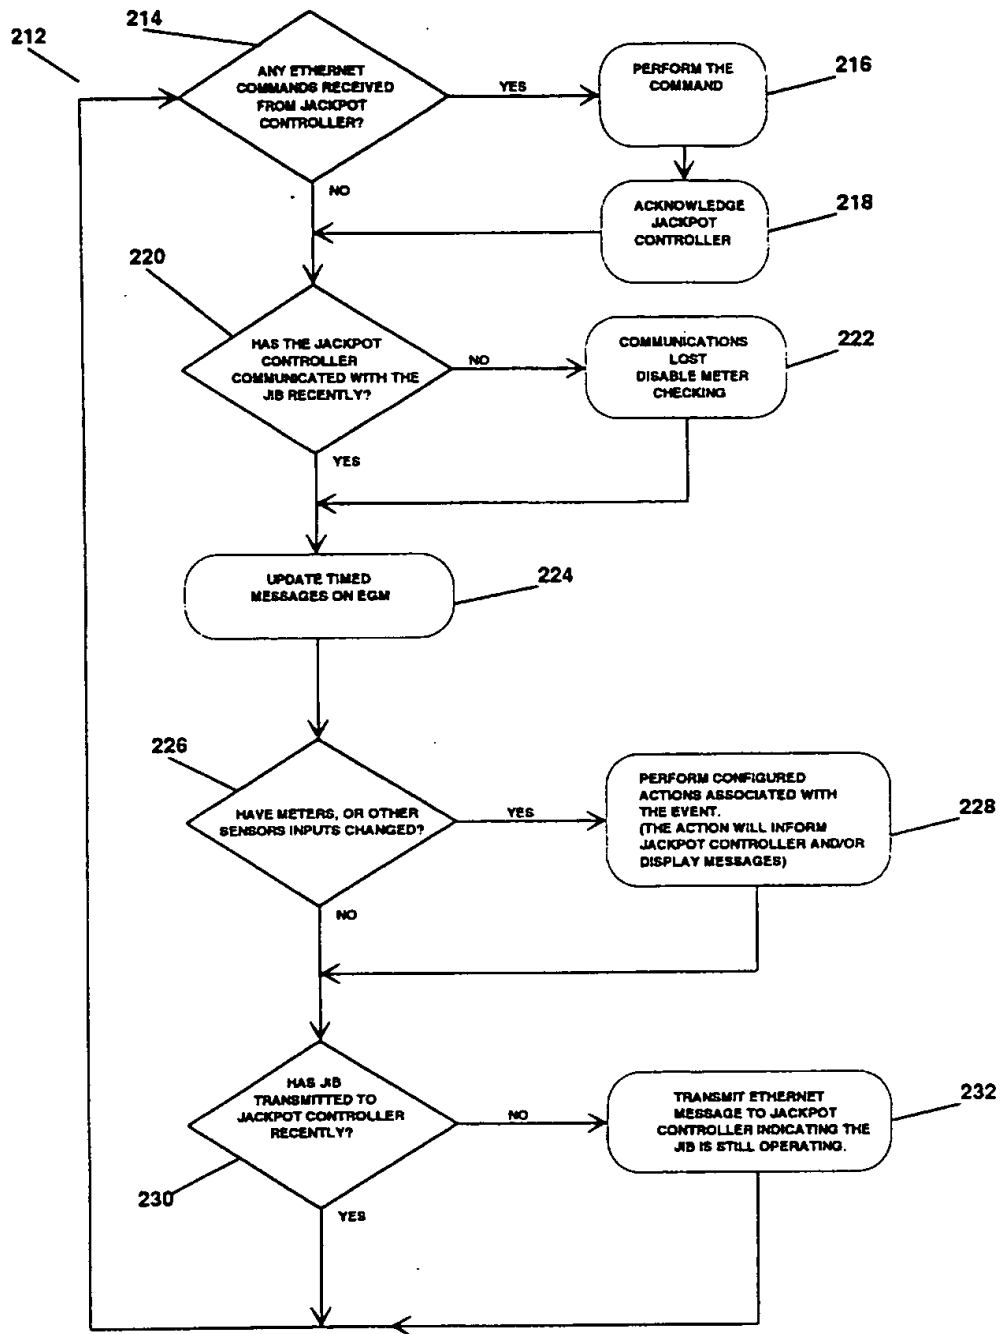 214
212
ANY ETHERNET
COMMANDS RECEIVED
FROM JACKPOT
CONTROLLER?
YES
PERFORM THE
COMMAND
216
NO
ACKNOWLEDGE
JACKPOT
CONTROLLER
218
220
HAS THE JACKPOT
CONTROLLER
COMMUNICATED WITH THE
JIB RECENTLY?
NO
COMMUNICATIONS
LOST
DISABLE METER
CHECKING
222
YES
UPDATE TIMED
MESSAGES ON EGM
224
226
HAVE METERS, OR OTHER
SENSORS INPUTS CHANGED?
YES
PERFORM CONFIGURED
ACTIONS ASSOCIATED WITH
THE EVENT.
(THE ACTION WILL INFORM
JACKPOT CONTROLLER AND/OR
DISPLAY MESSAGES)
228
NO
HAS JIB
TRANSMITTED TO
JACKPOT CONTROLLER
RECENTLY?
NO
TRANSMIT ETHERNET
MESSAGE TO JACKPOT
CONTROLLER INDICATING THE
JIB IS STILL OPERATING.
232
230
YES